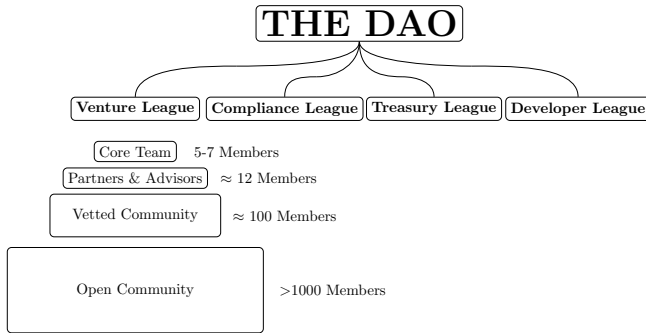 THE DAO
Venture League Compliance League Treasury League Developer League
Core Team 5-7 Members
Partners & Advisors ≈ 12 Members
Vetted Community ≈ 100 Members
Open Community >1000 Members